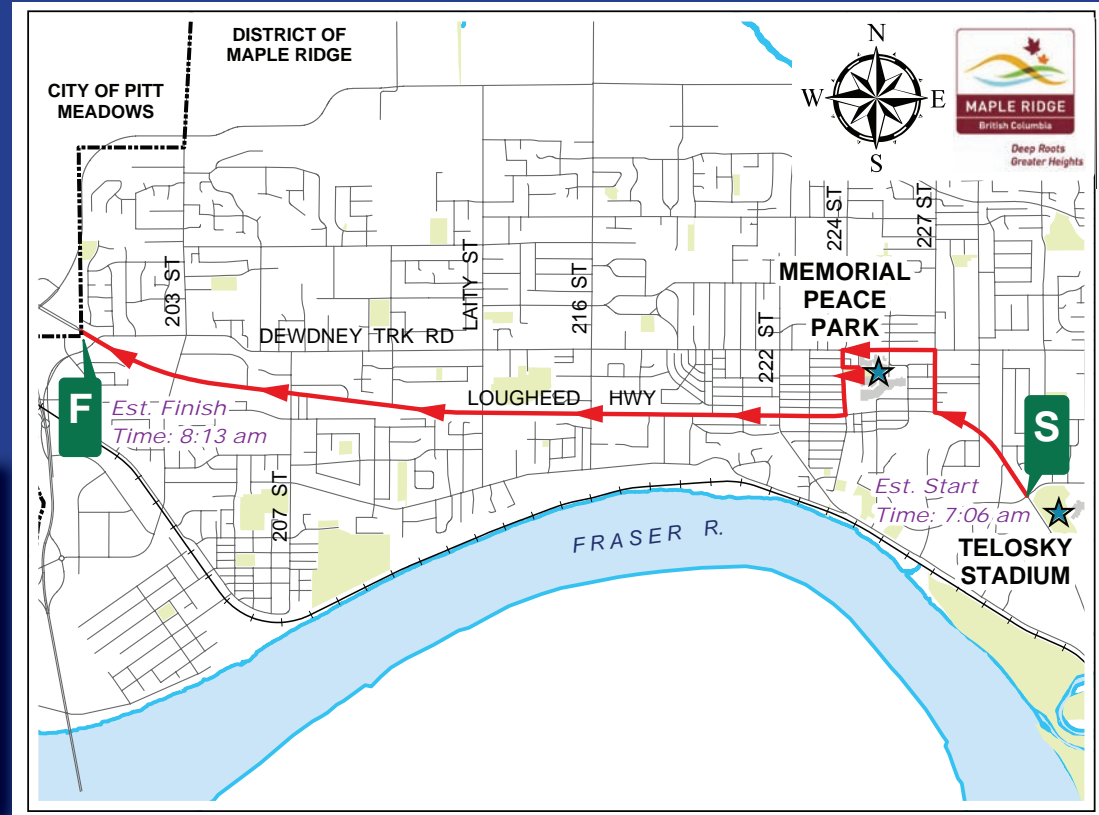 DISTRICT OF
MAPLE RIDGE
CITY OF PITT
MEADOWS
N
W
E
S
MAPLE RIDGE
British Columbia
Deep Roots
Greater Heights
224 ST
227 ST
MEMORIAL
PEACE
PARK
203 ST
LAITY ST
216 ST
222 ST
DEWDNEY TRK RD
LOUGHEED HWY
F
Est. Finish
Time: 8:13 am
S
Est. Start
Time: 7:06 am
207 ST
FRASER R.
TELOSKY
STADIUM